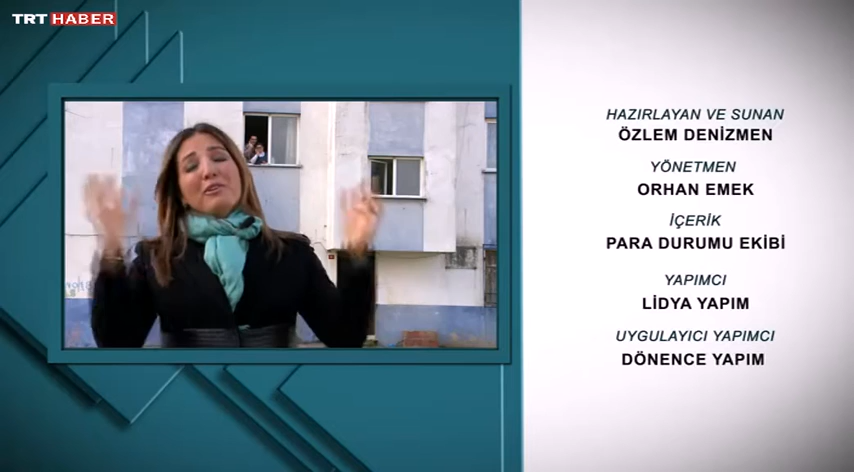 TRT HABER
HAZIRLAYAN VE SUNAN
ÖZLEM DENİZMEN
YÖNETMEN
ORHAN EMEK
İÇERİK
PARA DURUMU EKİBİ
YAPIMCI
LİDYA YAPIM
UYGULAYICI YAPIMCI
DÖNENCE YAPIM